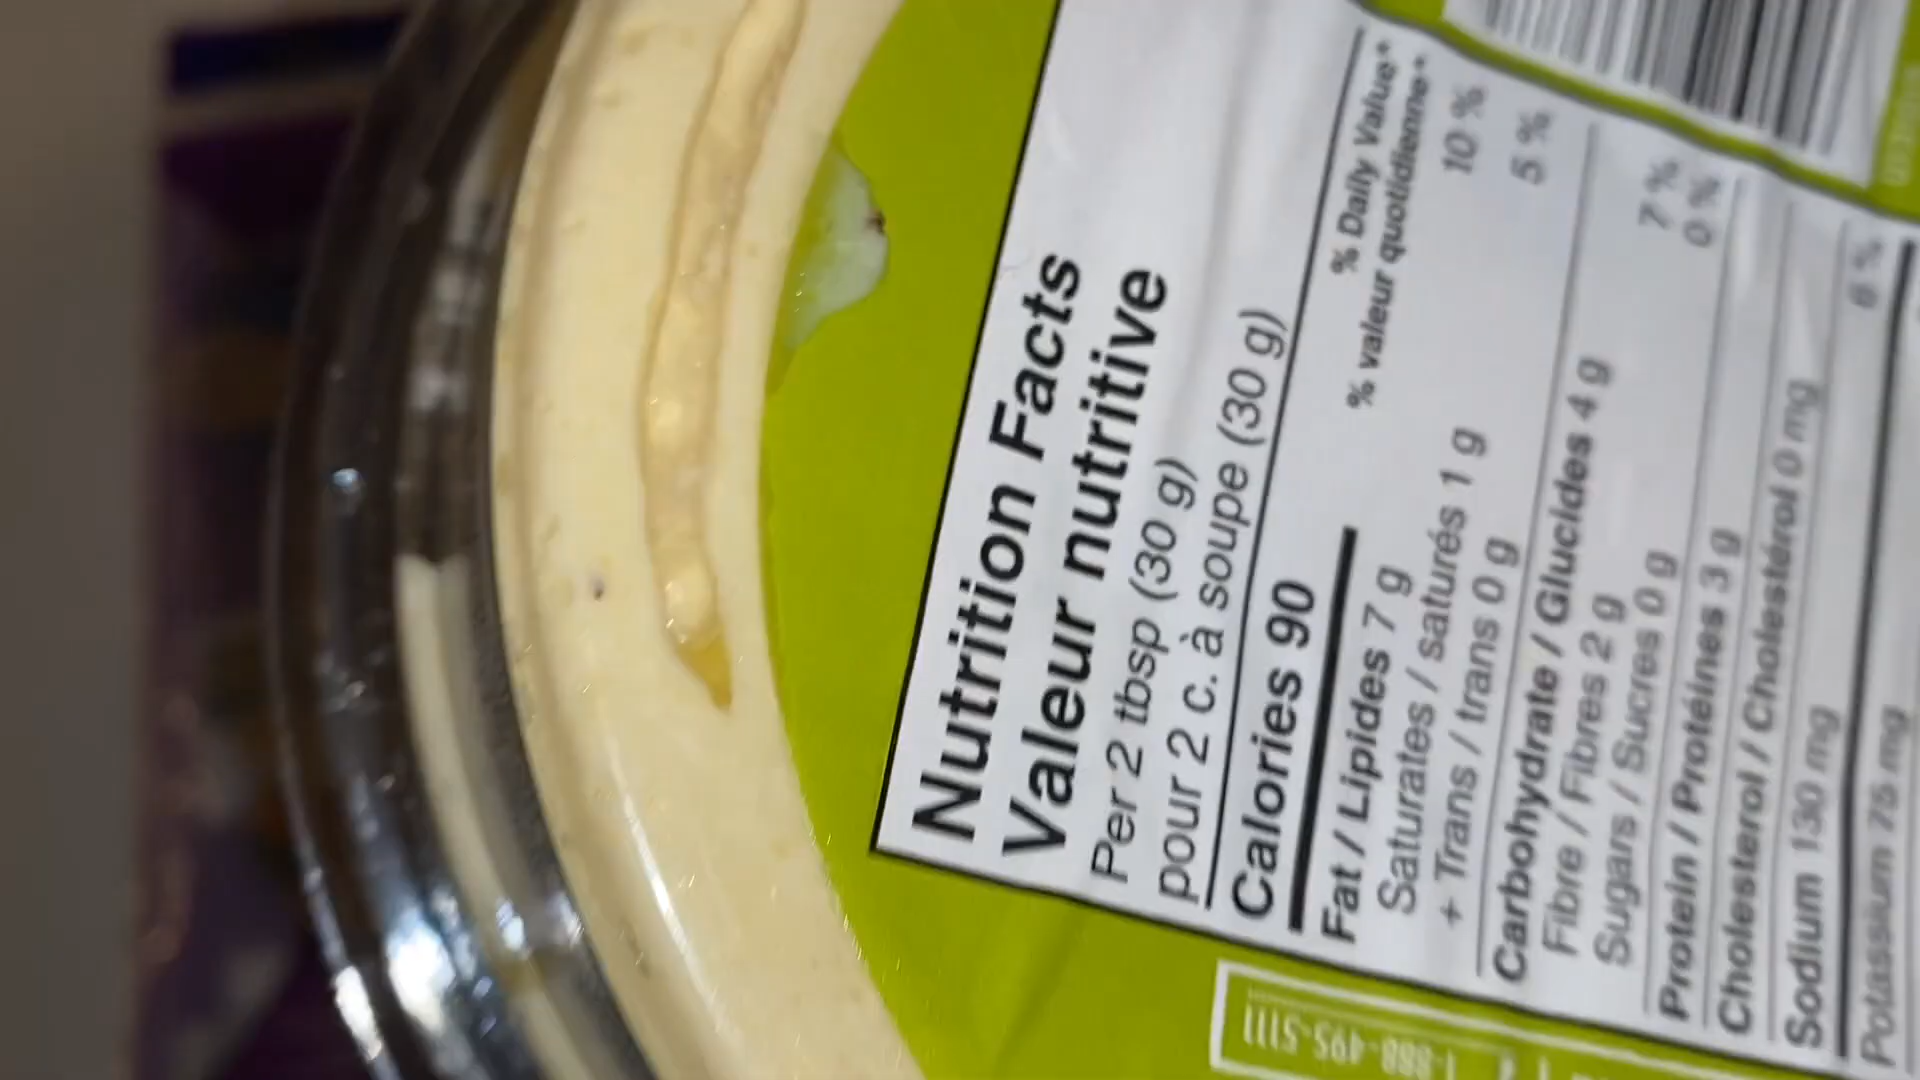 Nutrition Facts
Valeur nutritive
Per 2 tbsp (30 g)
pour 2 c. à soupe (30 g)
Calories 90
% Daily Value*
% valeur quotidienne*
Fat / Lipides 7 g 10 %
Saturates / saturés 1 g
+ Trans / trans 0 g 5 %
Carbohydrate / Glucides 4 g
Fibre / Fibres 2 g 7 %
Sugars / Sucres 0 g 0 %
Protein / Protéines 3 g
Cholesterol / Cholestérol 0 mg
Sodium 130 mg 6 %
Potassium 75 mg
1-888-495-5111